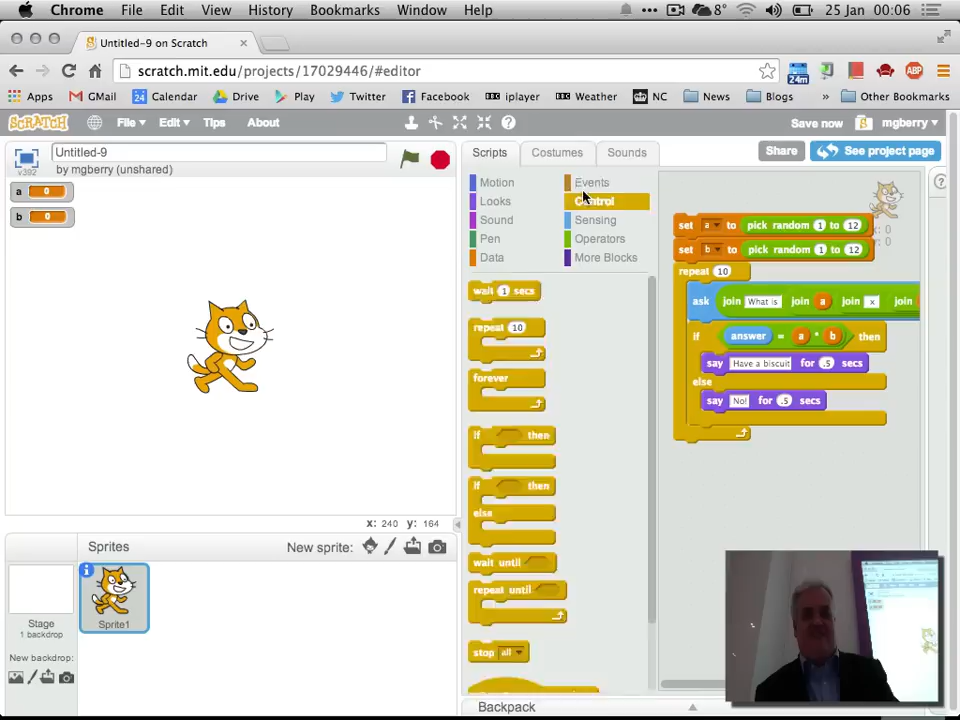 Chrome File Edit View History Bookmarks Window Help 8° 25 Jan 00:06
Untitled-9 on Scratch
scratch.mit.edu/projects/17029446/#editor 24m ABP
Apps GMail Calendar Drive Play Twitter Facebook iplayer Weather NC News Blogs » Other Bookmarks
SCRATCH File Edit Tips About Save now mgberry
v392 Untitled-9
by mgberry (unshared)
Scripts Costumes Sounds Share See project page
a 0
b 0
Motion Events
Looks Control
Sound Sensing
Pen Operators
Data More Blocks
wait 1 secs
repeat 10
forever
if then
if then
else
wait until
repeat until
stop all
set a to pick random 1 to 12
set b to pick random 1 to 12
repeat 10
ask join What is join a join x join
if answer = a * b then
say Have a biscuit for .5 secs
else
say No! for .5 secs
x: 0
y: 0
x: 240 y: 164
Sprites New sprite:
Stage
1 backdrop
New backdrop:
Sprite1
Backpack